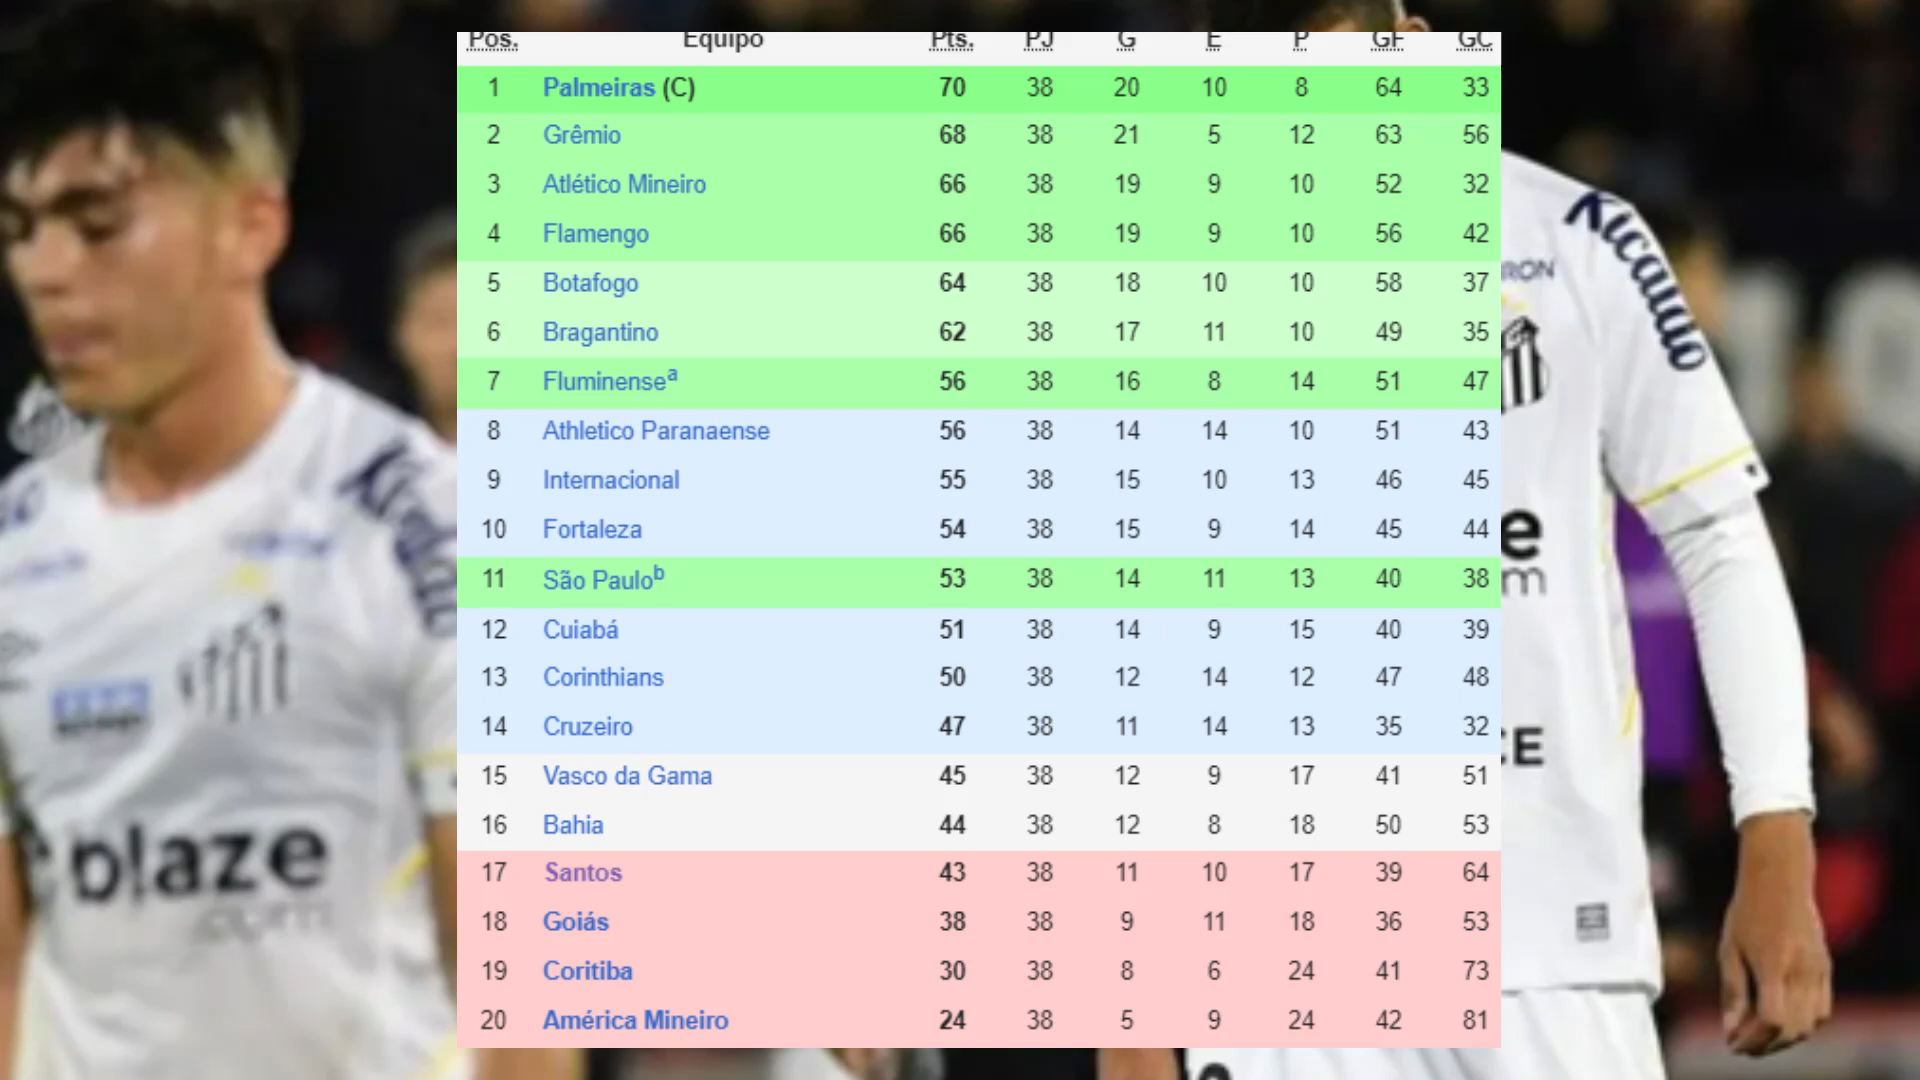 Pos. Equipo Pts. PJ G E P GF GC
1 Palmeiras (C) 70 38 20 10 8 64 33
2 Grêmio 68 38 21 5 12 63 56
3 Atlético Mineiro 66 38 19 9 10 52 32
4 Flamengo 66 38 19 9 10 56 42
5 Botafogo 64 38 18 10 10 58 37
6 Bragantino 62 38 17 11 10 49 35
7 Fluminense a 56 38 16 8 14 51 47
8 Athletico Paranaense 56 38 14 14 10 51 43
9 Internacional 55 38 15 10 13 46 45
10 Fortaleza 54 38 15 9 14 45 44
11 São Paulo b 53 38 14 11 13 40 38
12 Cuiabá 51 38 14 9 15 40 39
13 Corinthians 50 38 12 14 12 47 48
14 Cruzeiro 47 38 11 14 13 35 32
15 Vasco da Gama 45 38 12 9 17 41 51
16 Bahia 44 38 12 8 18 50 53
17 Santos 43 38 11 10 17 39 64
18 Goiás 38 38 9 11 18 36 53
19 Coritiba 30 38 8 6 24 41 73
20 América Mineiro 24 38 5 9 24 42 81
blaze
.com
Kicaldo
RON
e
m
CE